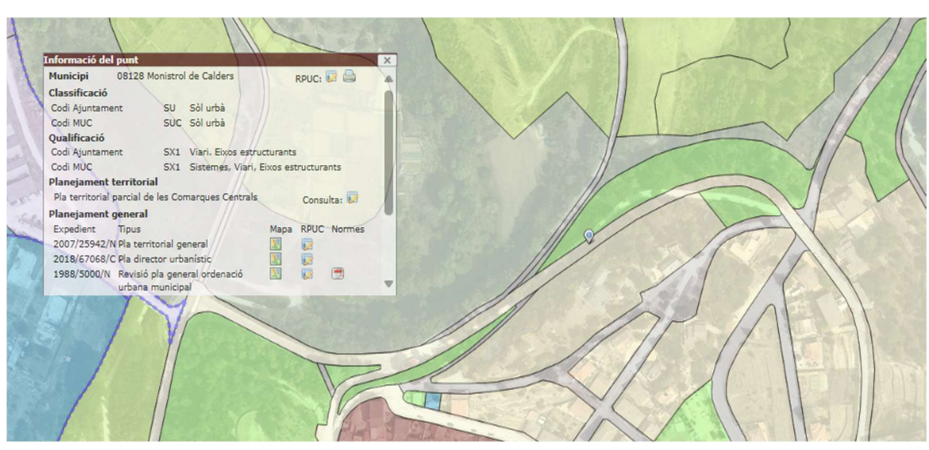 Informació del punt
Municipi 08128 Monistrol de Calders RPUC:
Classificació
Codi Ajuntament SU Sòl urbà
Codi MUC SUC Sòl urbà
Qualificació
Codi Ajuntament SX1 Viari, Eixos estructurants
Codi MUC SX1 Sistemes, Viari, Eixos estructurants
Planejament territorial
Pla territorial parcial de les Comarques Centrals Consulta:
Planejament general
Expedient Tipus Mapa RPUC Normes
2007/25942/N Pla territorial general
2018/67068/C Pla director urbanístic
1988/5000/N Revisió pla general ordenació
urbana municipal